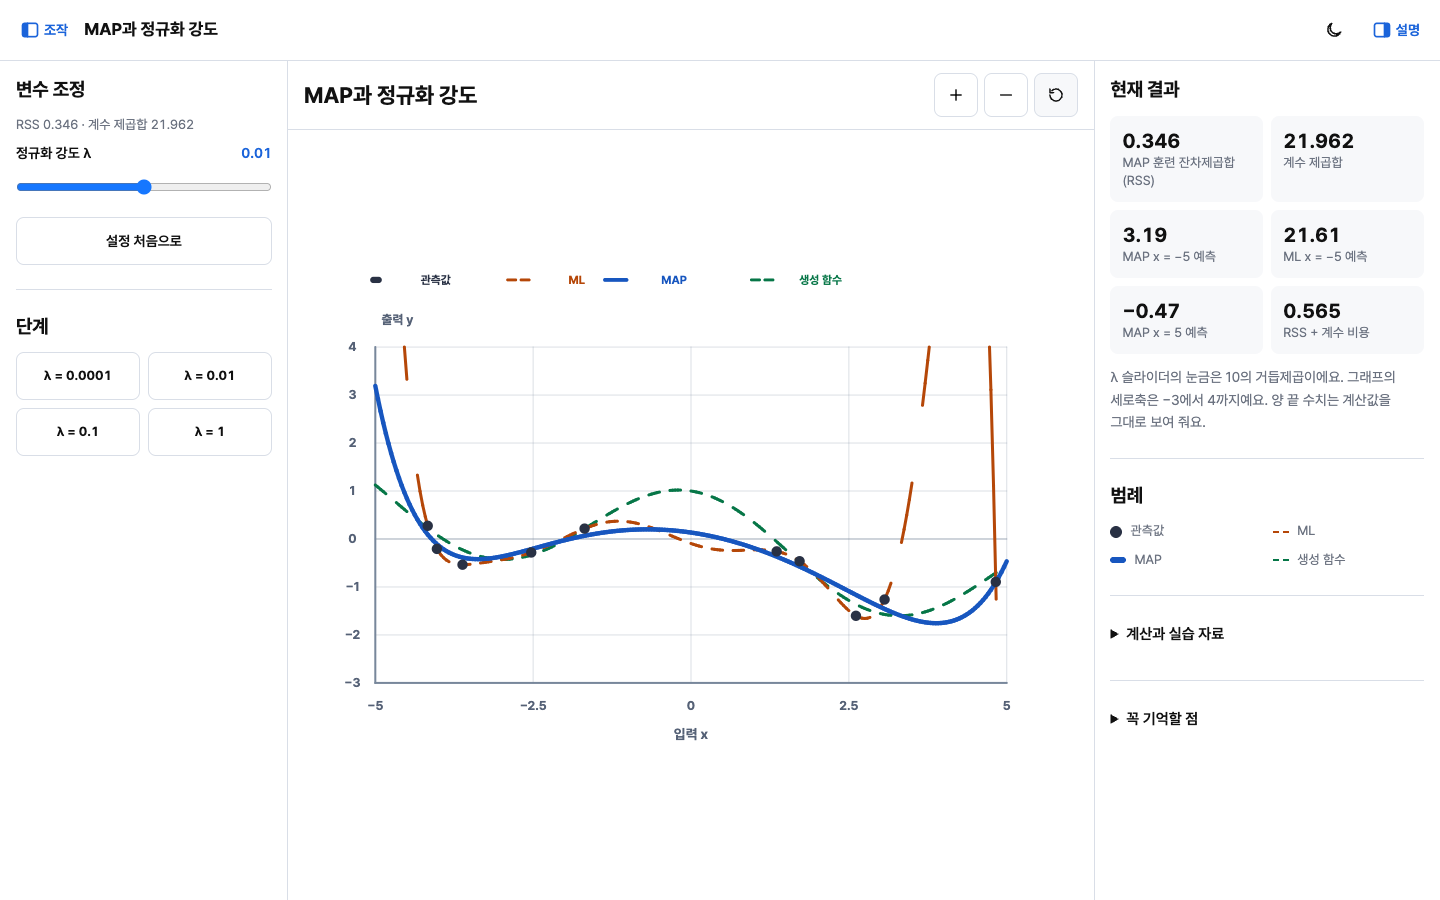 조작
MAP과 정규화 강도
설명
변수 조정
RSS 0.346 · 계수 제곱합 21.962
정규화 강도 λ
0.01
설정 처음으로
단계
λ = 0.0001
λ = 0.01
λ = 0.1
λ = 1
MAP과 정규화 강도
관측값
ML
MAP
생성 함수
출력 y
4
3
2
1
0
−1
−2
−3
−5
−2.5
0
2.5
5
입력 x
현재 결과
0.346
MAP 훈련 잔차제곱합
(RSS)
21.962
계수 제곱합
3.19
MAP x = −5 예측
21.61
ML x = −5 예측
−0.47
MAP x = 5 예측
0.565
RSS + 계수 비용
λ 슬라이더의 눈금은 10의 거듭제곱이에요. 그래프의
세로축은 −3에서 4까지예요. 양 끝 수치는 계산값을
그대로 보여 줘요.
범례
관측값
ML
MAP
생성 함수
계산과 실습 자료
꼭 기억할 점